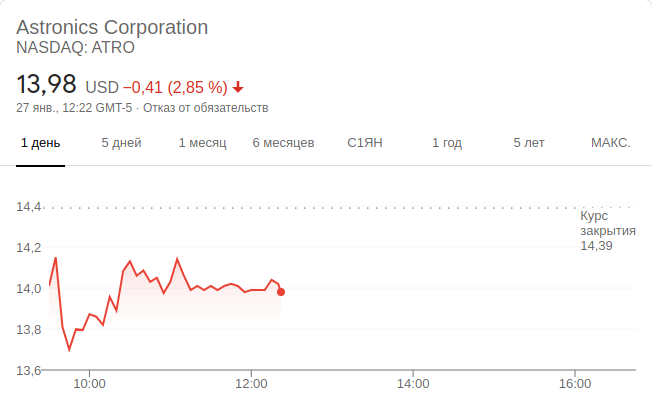 Astronics Corporation
NASDAQ: ATRO
13,98 USD −0,41 (2,85 %)
27 янв., 12:22 GMT-5 · Отказ от обязательств
1 день 5 дней 1 месяц 6 месяцев С1ЯН 1 год 5 лет МАКС.
14,4
Курс
закрытия
14,39
14,2
14,0
13,8
13,6
10:00 12:00 14:00 16:00